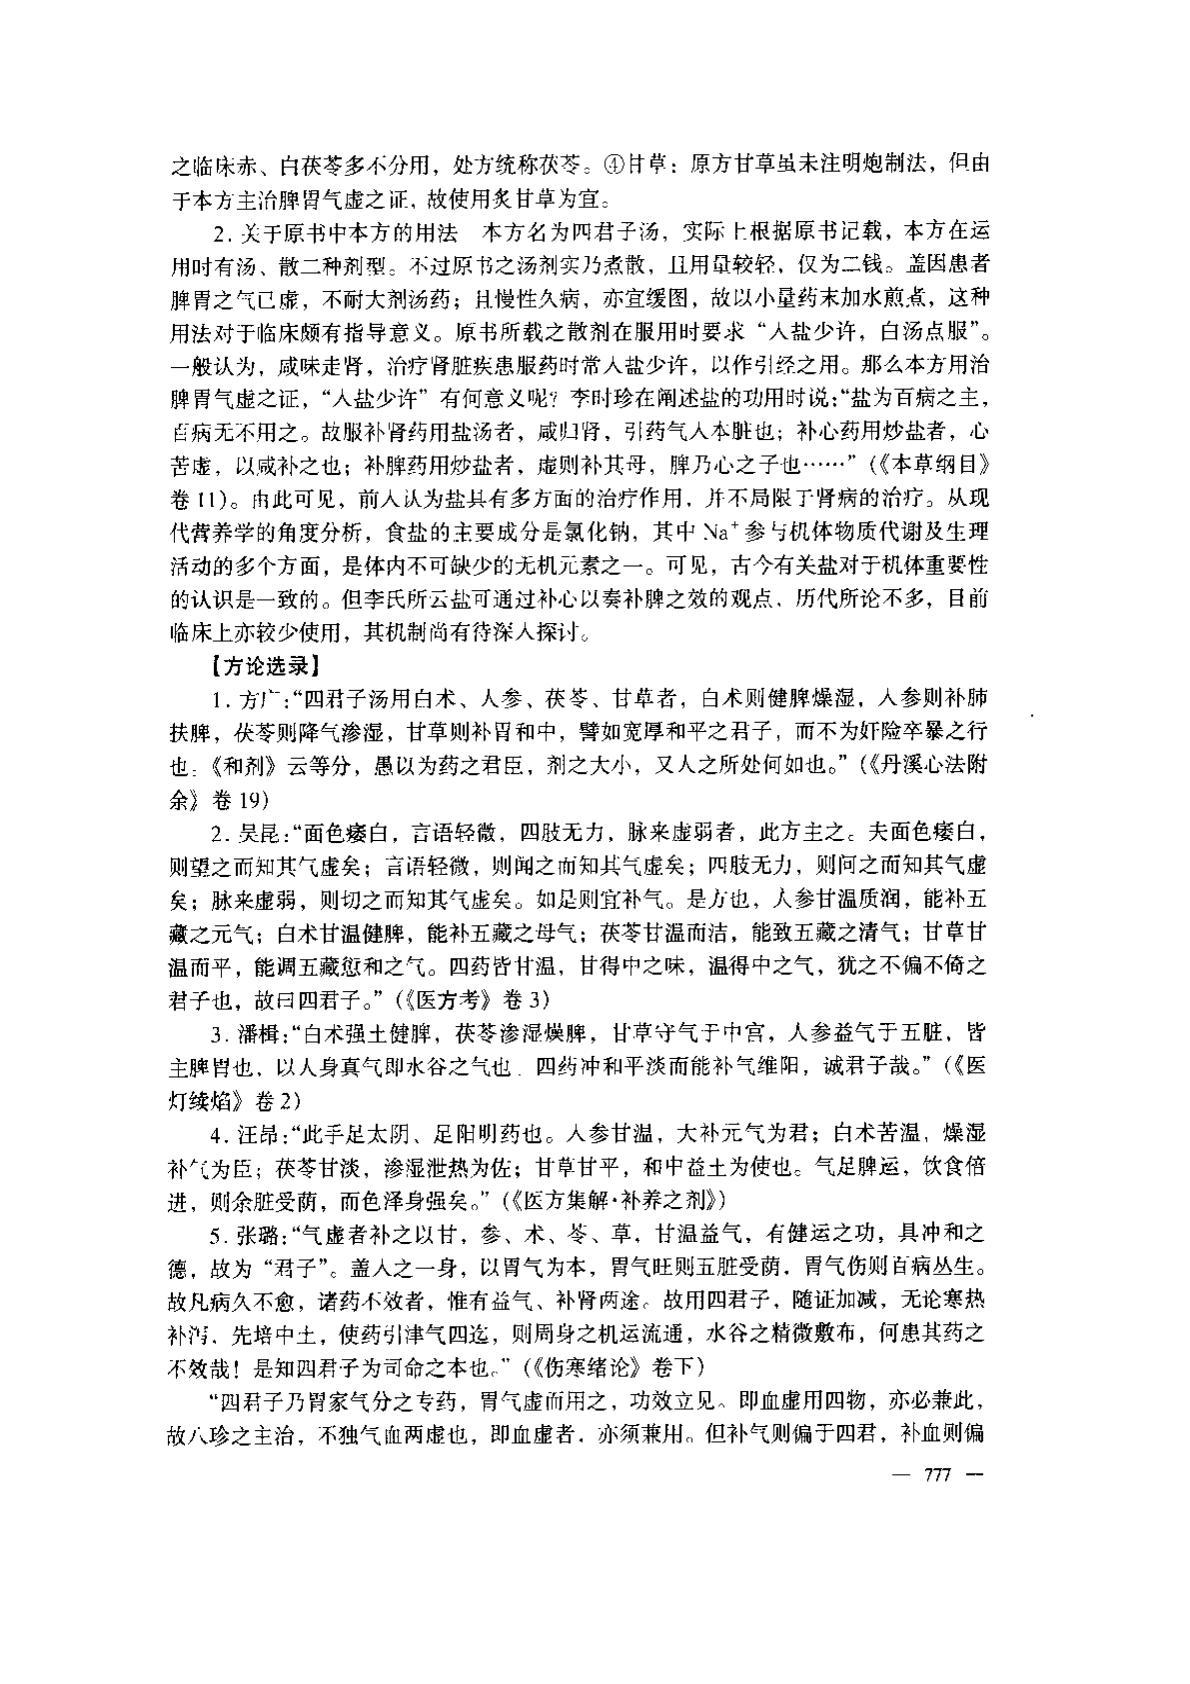 之临床赤、白茯苓多不分用，处方统称茯苓。④甘草：原方甘草虽未注明炮制法，但由
于本方主治脾胃气虚之证，故使用炙甘草为宜。
2. 关于原书中本方的用法　本方名为四君子汤，实际上根据原书记载，本方在运
用时有汤、散二种剂型。不过原书之汤剂实乃煮散，且用量较轻，仅为二钱。盖因患者
脾胃之气已虚，不耐大剂汤药；且慢性久病，亦宜缓图，故以小量药末加水煎煮，这种
用法对于临床颇有指导意义。原书所载之散剂在服用时要求“入盐少许，白汤点服”。
一般认为，咸味走肾，治疗肾脏疾患服药时常入盐少许，以作引经之用。那么本方用治
脾胃气虚之证，“入盐少许”有何意义呢？李时珍在阐述盐的功用时说：“盐为百病之主，
百病无不用之。故服补肾药用盐汤者，咸归肾，引药气入本脏也；补心药用炒盐者，心
苦虚，以咸补之也；补脾药用炒盐者，虚则补其母，脾乃心之子也……”（《本草纲目》
卷 11）。由此可见，前人认为盐具有多方面的治疗作用，并不局限于肾病的治疗。从现
代营养学的角度分析，食盐的主要成分是氯化钠，其中 Na⁺ 参与机体物质代谢及生理
活动的多个方面，是体内不可缺少的无机元素之一。可见，古今有关盐对于机体重要性
的认识是一致的。但李氏所云盐可通过补心以奏补脾之效的观点，历代所论不多，目前
临床上亦较少使用，其机制尚有待深入探讨。
【方论选录】
1. 方广：“四君子汤用白术、人参、茯苓、甘草者，白术则健脾燥湿，人参则补肺
扶脾，茯苓则降气渗湿，甘草则补胃和中，譬如宽厚和平之君子，而不为奸险卒暴之行
也。《和剂》云等分，愚以为药之君臣，剂之大小，又人之所处何如也。”（《丹溪心法附
余》卷 19）
2. 吴昆：“面色痿白，言语轻微，四肢无力，脉来虚弱者，此方主之。夫面色痿白，
则望之而知其气虚矣；言语轻微，则闻之而知其气虚矣；四肢无力，则问之而知其气虚
矣；脉来虚弱，则切之而知其气虚矣。如是则宜补气。是方也，人参甘温质润，能补五
藏之元气；白术甘温健脾，能补五藏之母气；茯苓甘温而洁，能致五藏之清气；甘草甘
温而平，能调五藏愆和之气。四药皆甘温，甘得中之味，温得中之气，犹之不偏不倚之
君子也，故曰四君子。”（《医方考》卷 3）
3. 潘楫：“白术强土健脾，茯苓渗湿燥脾，甘草守气于中宫，人参益气于五脏，皆
主脾胃也，以人身真气即水谷之气也．四药冲和平淡而能补气维阳，诚君子哉。”（《医
灯续焰》卷 2）
4. 汪昂：“此手足太阴、足阳明药也。人参甘温，大补元气为君；白术苦温，燥湿
补气为臣；茯苓甘淡，渗湿泄热为佐；甘草甘平，和中益土为使也。气足脾运，饮食倍
进，则余脏受荫，而色泽身强矣。”（《医方集解·补养之剂》）
5. 张璐：“气虚者补之以甘，参、术、苓、草，甘温益气，有健运之功，具冲和之
德，故为“君子”。盖人之一身，以胃气为本，胃气旺则五脏受荫，胃气伤则百病丛生。
故凡病久不愈，诸药不效者，惟有益气、补肾两途。故用四君子，随证加减，无论寒热
补泻，先培中土，使药引津气四迄，则周身之机运流通，水谷之精微敷布，何患其药之
不效哉！是知四君子为司命之本也。”（《伤寒绪论》卷下）
“四君子乃胃家气分之专药，胃气虚而用之，功效立见。即血虚用四物，亦必兼此，
故八珍之主治，不独气血两虚也，即血虚者，亦须兼用。但补气则偏于四君，补血则偏
— 777 —